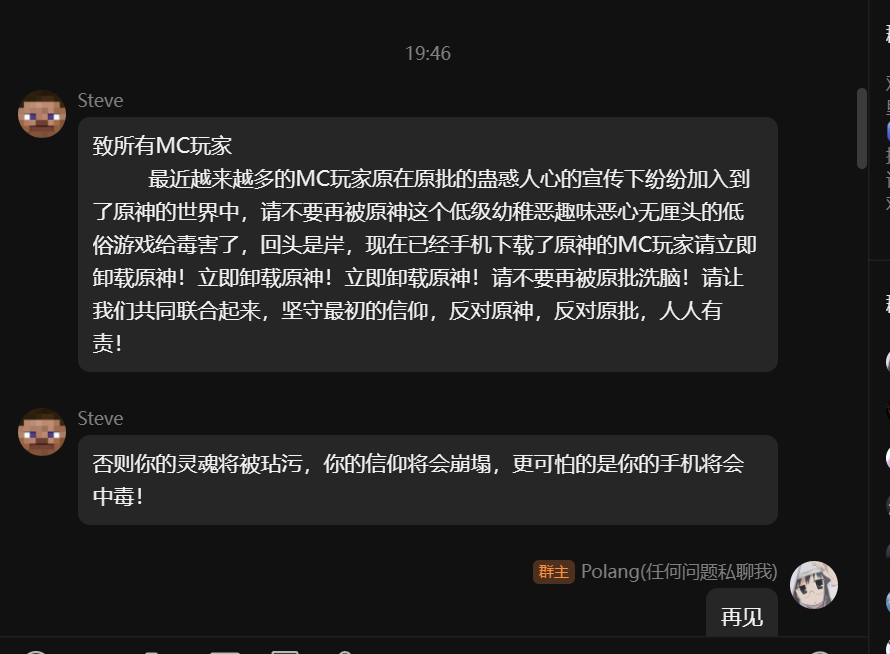 19:46
Steve
致所有MC玩家
最近越来越多的MC玩家原在原批的蛊惑人心的宣传下纷纷加入到
了原神的世界中，请不要再被原神这个低级幼稚恶趣味恶心无厘头的低
俗游戏给毒害了，回头是岸，现在已经手机下载了原神的MC玩家请立即
卸载原神！立即卸载原神！立即卸载原神！请不要再被原批洗脑！请让
我们共同联合起来，坚守最初的信仰，反对原神，反对原批，人人有
责！
Steve
否则你的灵魂将被玷污，你的信仰将会崩塌，更可怕的是你的手机将会
中毒！
群主 Polang(任何问题私聊我)
再见